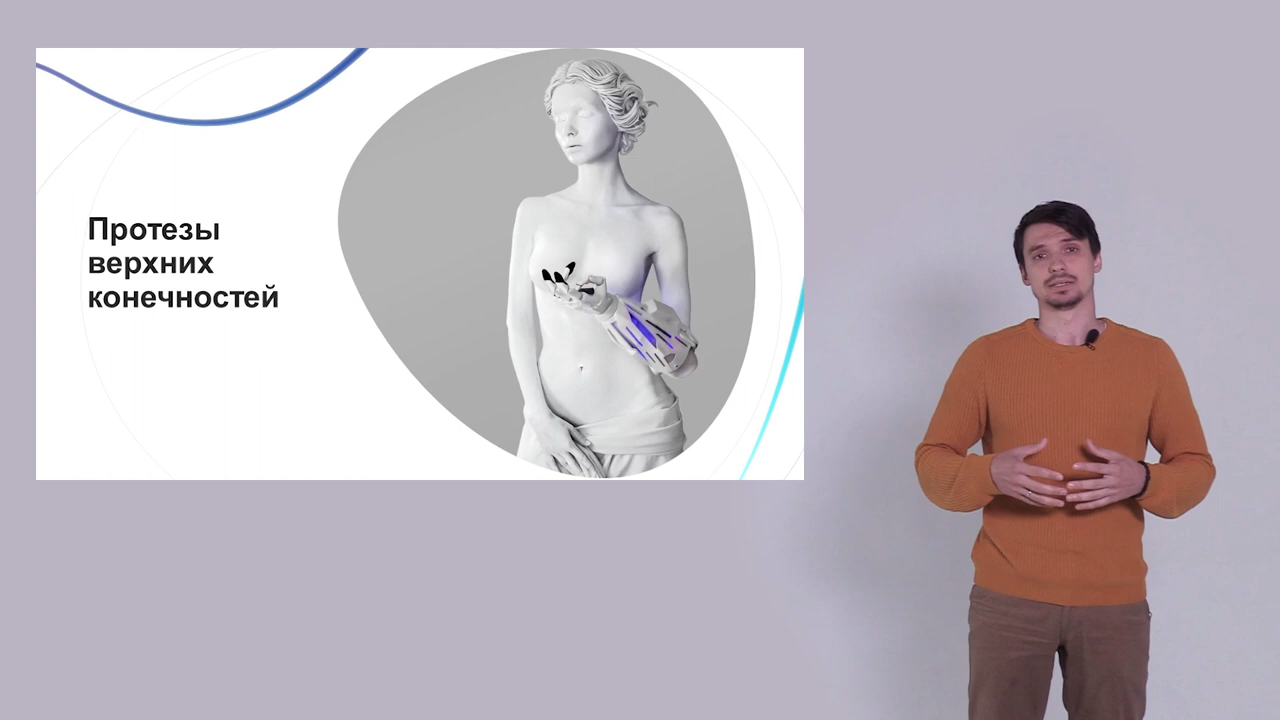 Протезы
верхних
конечностей